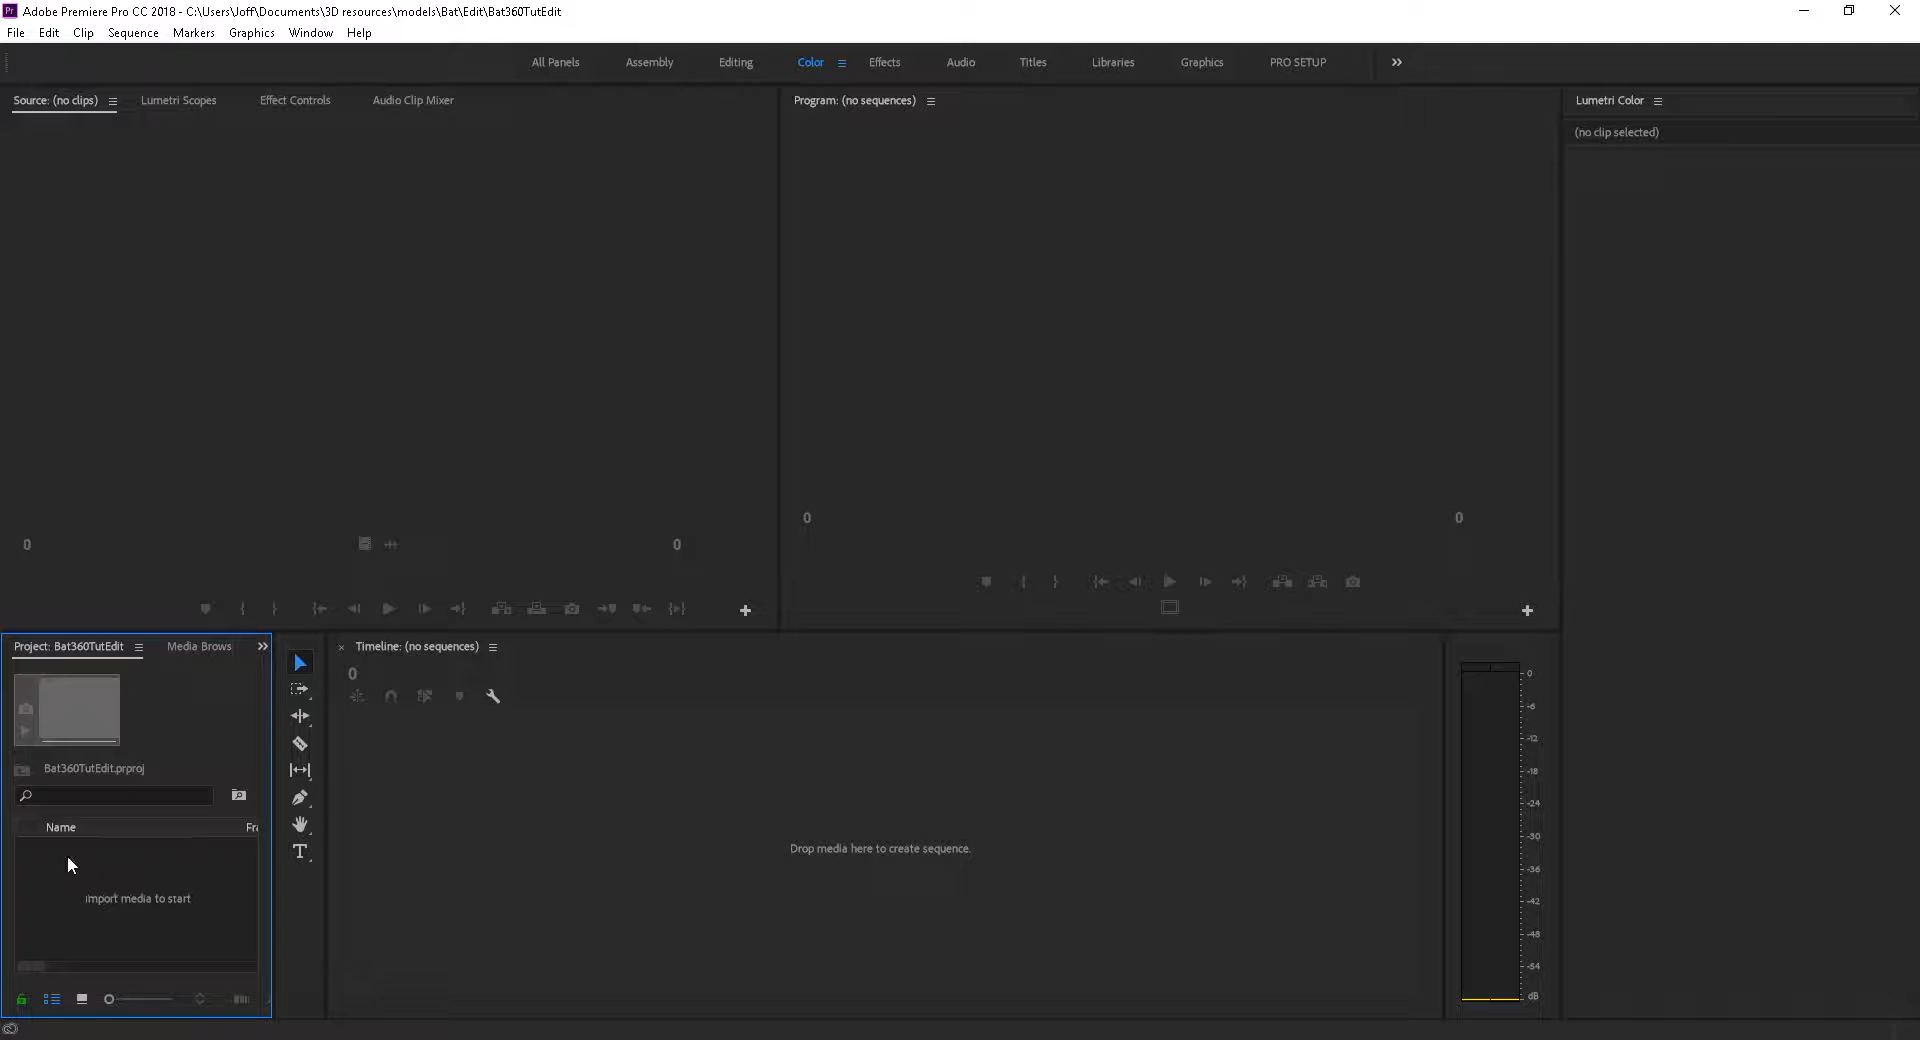 Adobe Premiere Pro CC 2018 - C:\Users\Joff\Documents\3D resources\models\Bat\Edit\Bat360TutEdit
File Edit Clip Sequence Markers Graphics Window Help
All Panels Assembly Editing Color Effects Audio Titles Libraries Graphics PRO SETUP
Source: (no clips) Lumetri Scopes Effect Controls Audio Clip Mixer
Program: (no sequences)
Lumetri Color
(no clip selected)
0 0
0 0
Project: Bat360TutEdit Media Brows
Timeline: (no sequences)
0
Bat360TutEdit.prproj
Name Fra
Import media to start
Drop media here to create sequence.
0
-6
-12
-18
-24
-30
-36
-42
-48
-54
dB